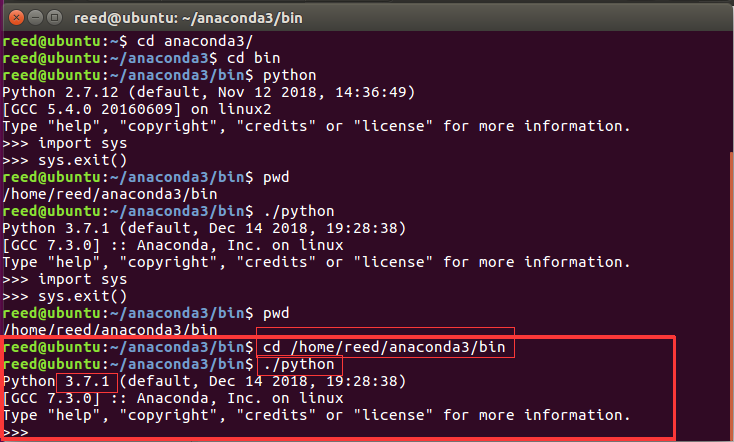 reed@ubuntu: ~/anaconda3/bin
reed@ubuntu:~$ cd anaconda3/
reed@ubuntu:~/anaconda3$ cd bin
reed@ubuntu:~/anaconda3/bin$ python
Python 2.7.12 (default, Nov 12 2018, 14:36:49)
[GCC 5.4.0 20160609] on linux2
Type "help", "copyright", "credits" or "license" for more information.
>>> import sys
>>> sys.exit()
reed@ubuntu:~/anaconda3/bin$ pwd
/home/reed/anaconda3/bin
reed@ubuntu:~/anaconda3/bin$ ./python
Python 3.7.1 (default, Dec 14 2018, 19:28:38)
[GCC 7.3.0] :: Anaconda, Inc. on linux
Type "help", "copyright", "credits" or "license" for more information.
>>> import sys
>>> sys.exit()
reed@ubuntu:~/anaconda3/bin$ pwd
/home/reed/anaconda3/bin
reed@ubuntu:~/anaconda3/bin$ cd /home/reed/anaconda3/bin
reed@ubuntu:~/anaconda3/bin$ ./python
Python 3.7.1 (default, Dec 14 2018, 19:28:38)
[GCC 7.3.0] :: Anaconda, Inc. on linux
Type "help", "copyright", "credits" or "license" for more information.
>>>